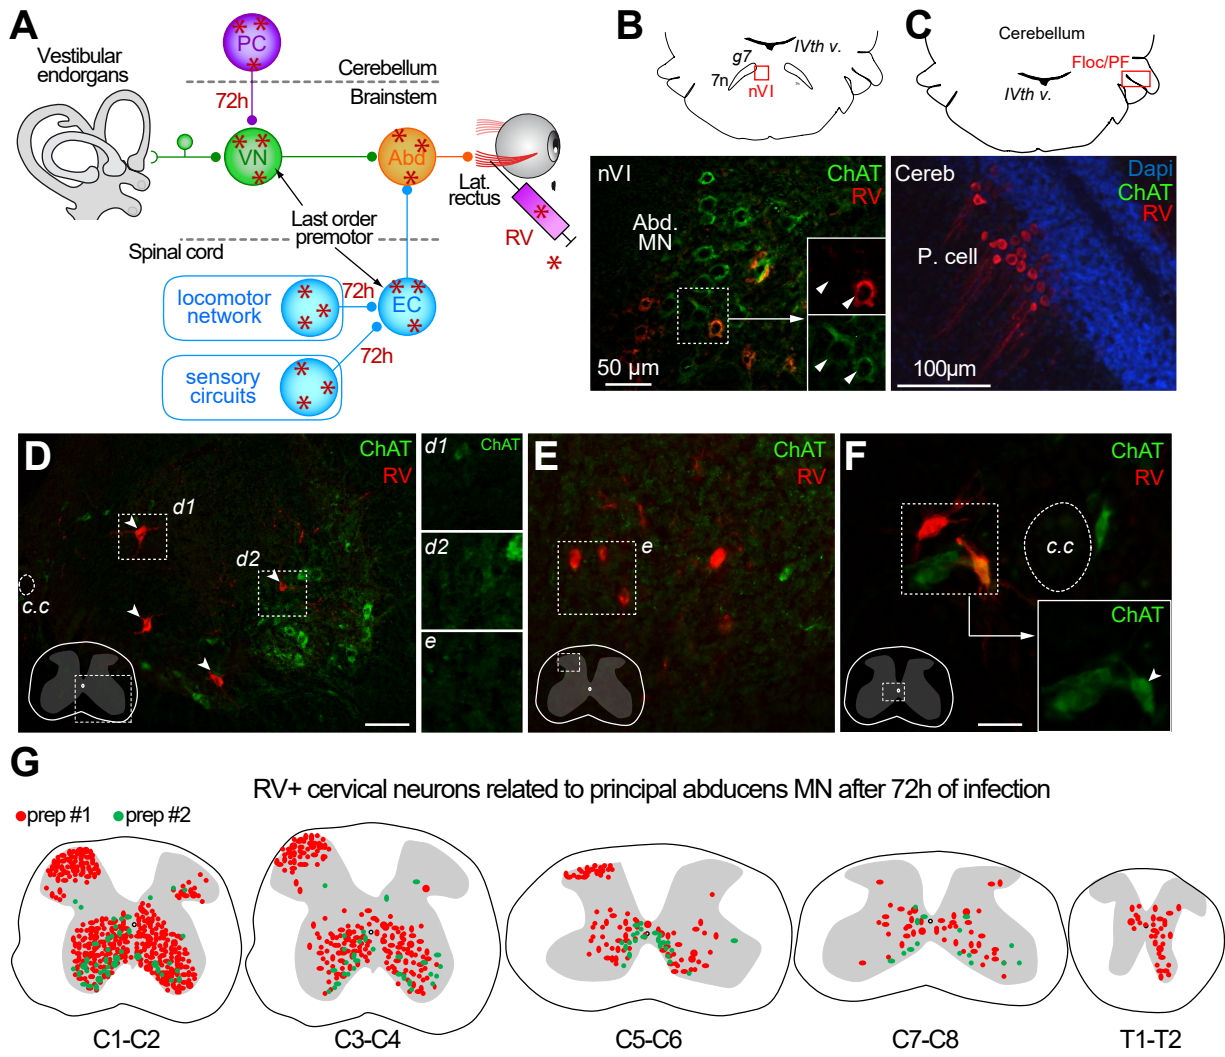 A
Vestibular
endorgans
PC
Cerebellum
Brainstem
72h
VN
Abd
Lat.
rectus
RV
Last order
premotor
Spinal cord
locomotor
network
72h
EC
72h
sensory
circuits
B
IVth v.
g7
7n
nVI
nVI
ChAT
RV
Abd.
MN
50 µm
C
Cerebellum
Floc/PF
IVth v.
Cereb
Dapi
ChAT
RV
P. cell
100µm
D
ChAT
RV
d1
d2
c.c
d1
ChAT
d2
e
E
ChAT
RV
e
F
ChAT
RV
c.c
ChAT
G
RV+ cervical neurons related to principal abducens MN after 72h of infection
prep #1 prep #2
C1-C2
C3-C4
C5-C6
C7-C8
T1-T2